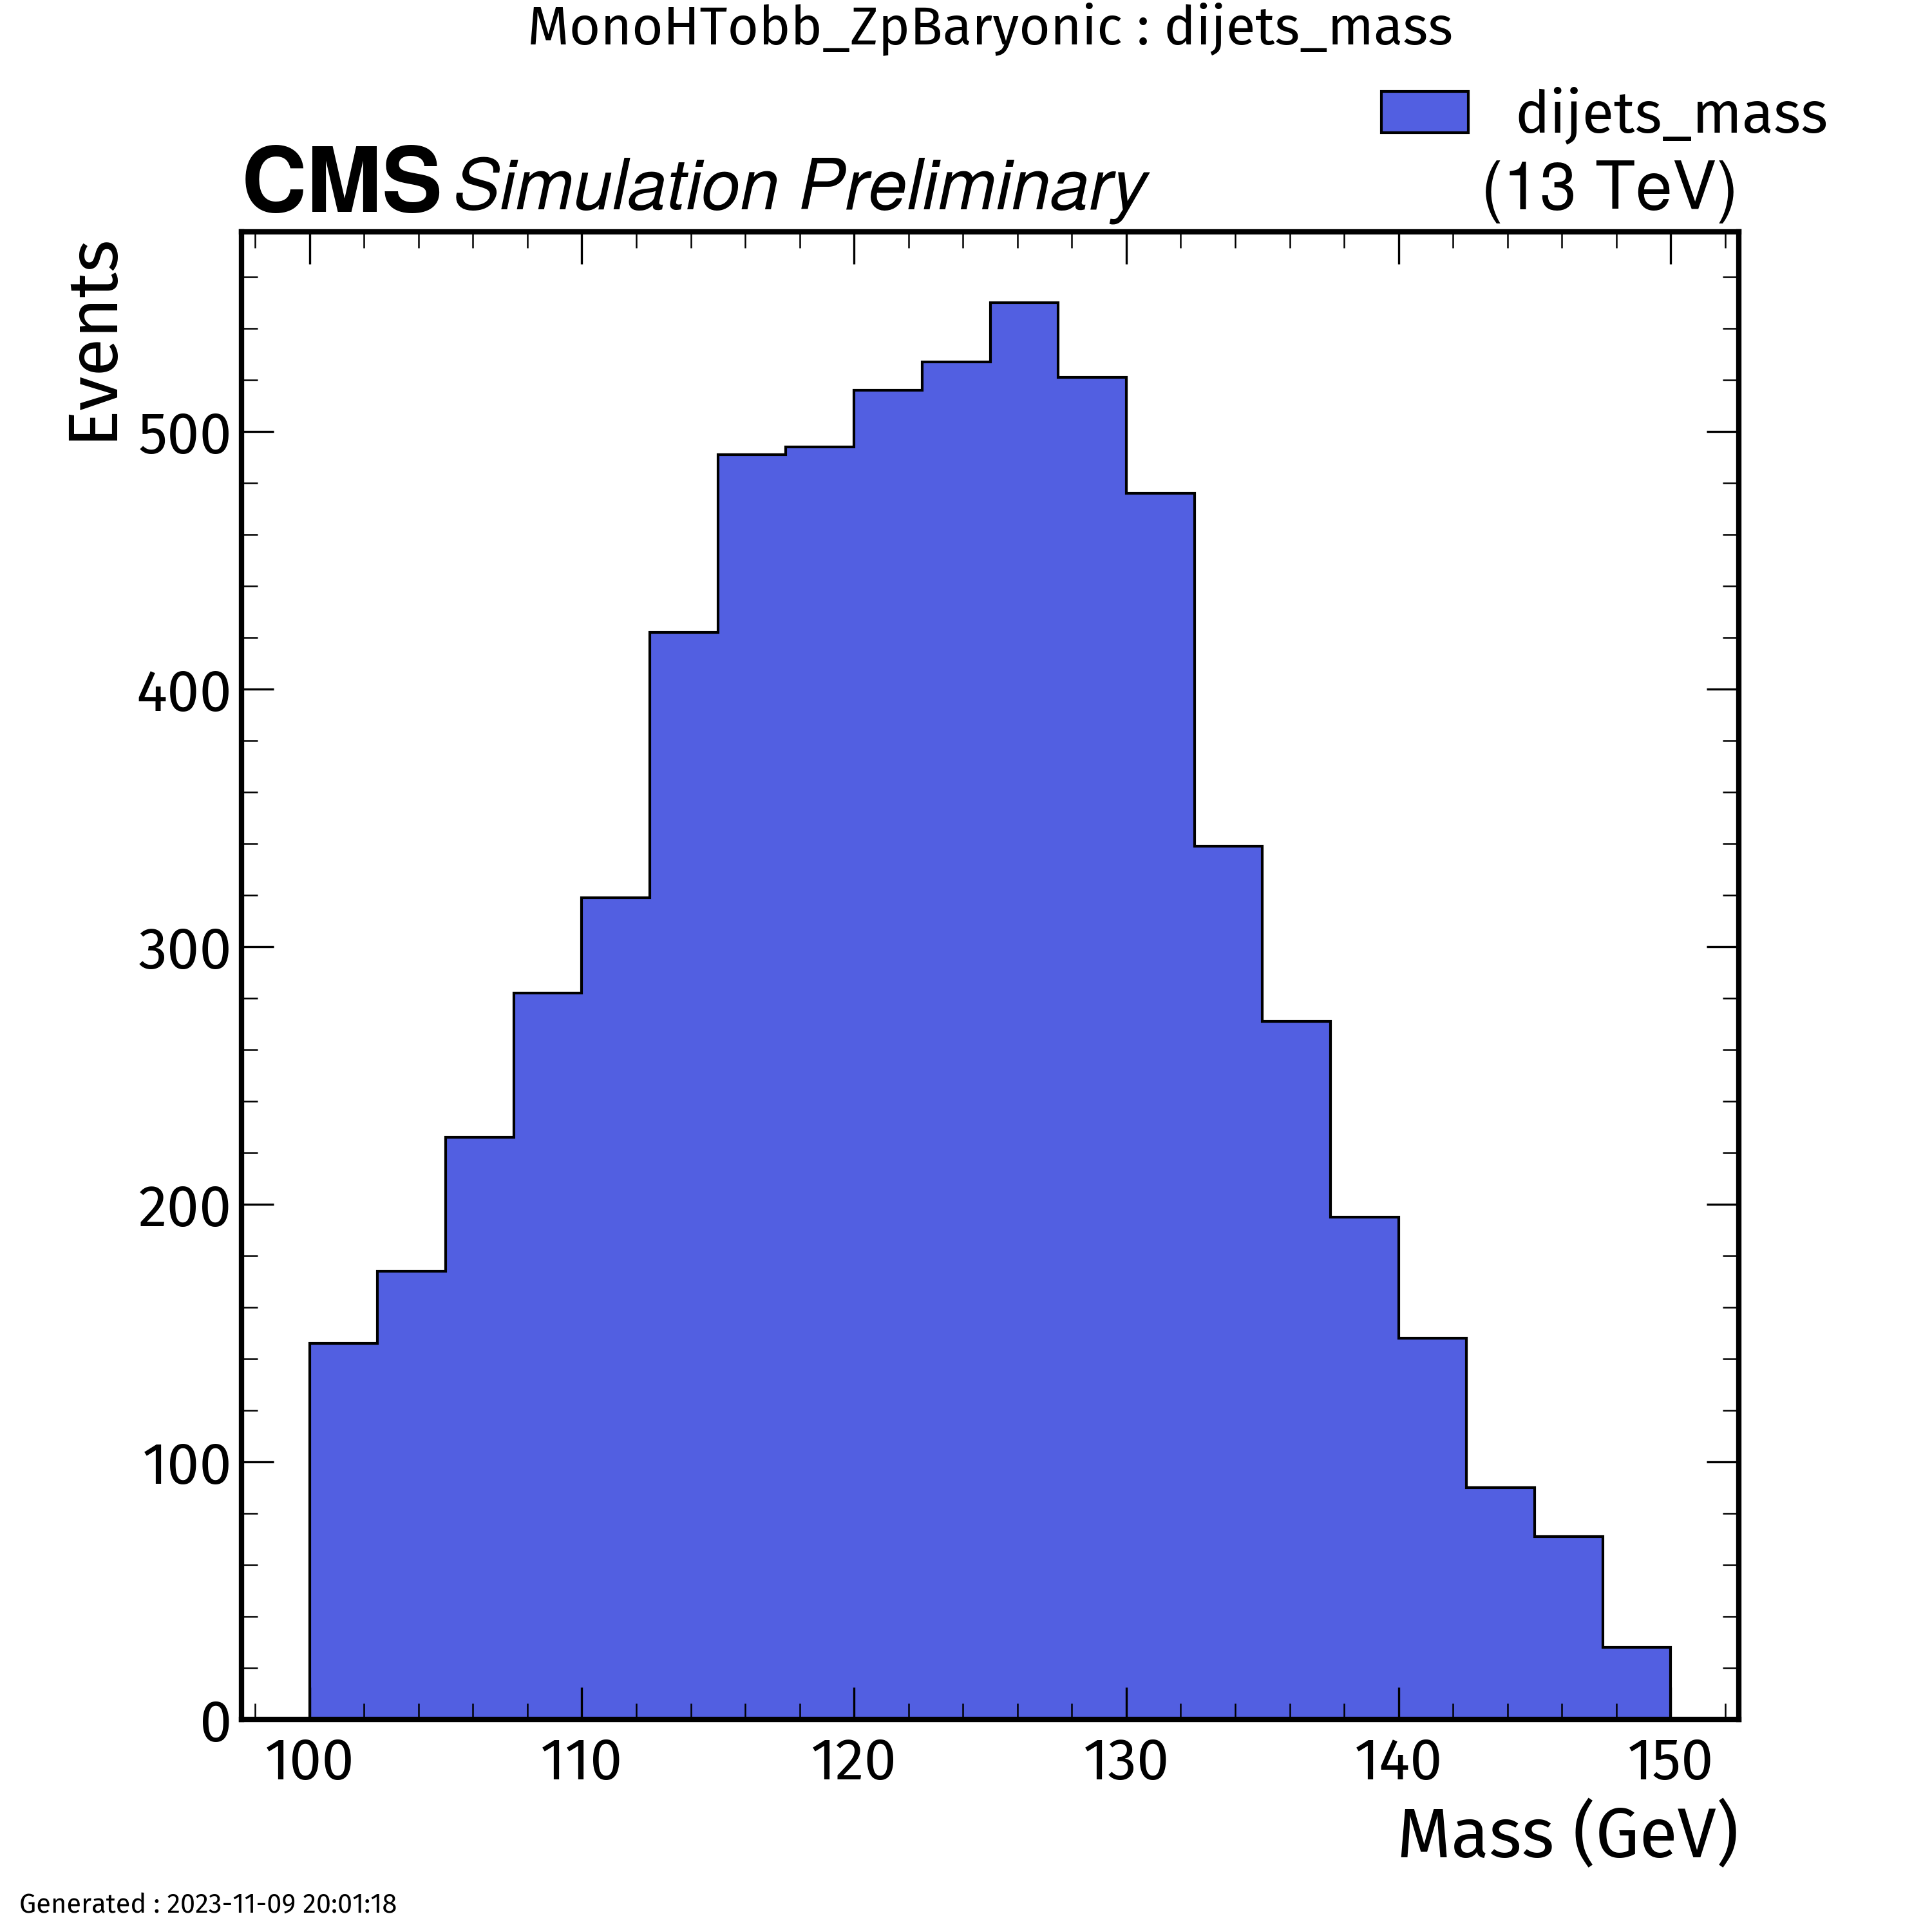 MonoHTobb_ZpBaryonic : dijets_mass
dijets_mass
CMS Simulation Preliminary (13 TeV)
Events
500
400
300
200
100
0
100 110 120 130 140 150
Mass (GeV)
Generated : 2023-11-09 20:01:18